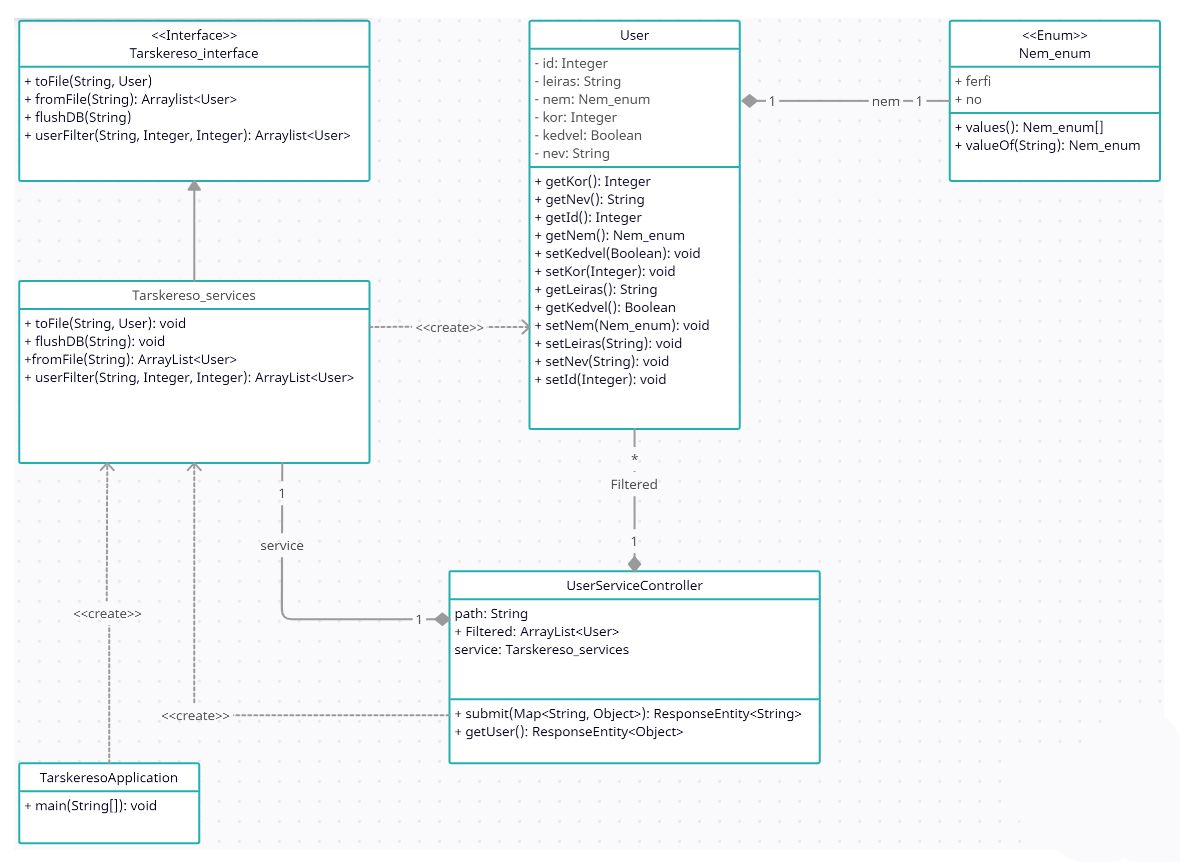 <<Interface>>
Tarskereso_interface
+ toFile(String, User)
+ fromFile(String): Arraylist<User>
+ flushDB(String)
+ userFilter(String, Integer, Integer): Arraylist<User>
User
- id: Integer
- leiras: String
- nem: Nem_enum
- kor: Integer
- kedvel: Boolean
- nev: String
+ getKor(): Integer
+ getNev(): String
+ getId(): Integer
+ getNem(): Nem_enum
+ setKedvel(Boolean): void
+ setKor(Integer): void
+ getLeiras(): String
+ getKedvel(): Boolean
+ setNem(Nem_enum): void
+ setLeiras(String): void
+ setNev(String): void
+ setId(Integer): void
1
nem
1
<<Enum>>
Nem_enum
+ ferfi
+ no
+ values(): Nem_enum[]
+ valueOf(String): Nem_enum
Tarskereso_services
+ toFile(String, User): void
+ flushDB(String): void
+fromFile(String): ArrayList<User>
+ userFilter(String, Integer, Integer): ArrayList<User>
<<create>>
*
Filtered
1
1
service
1
<<create>>
<<create>>
UserServiceController
path: String
+ Filtered: ArrayList<User>
service: Tarskereso_services
+ submit(Map<String, Object>): ResponseEntity<String>
+ getUser(): ResponseEntity<Object>
TarskeresoApplication
+ main(String[]): void